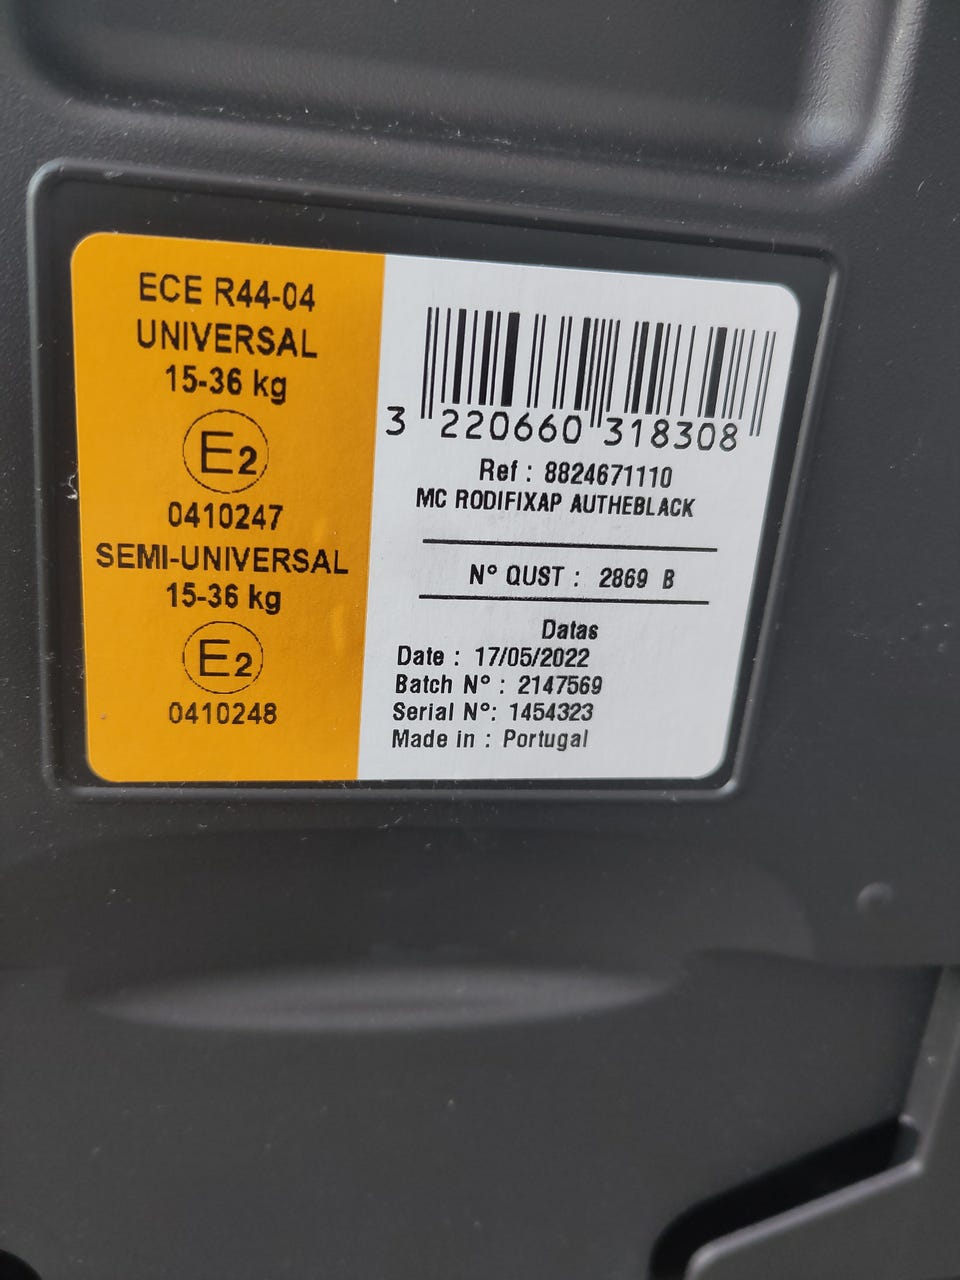 ECE R44-04
UNIVERSAL
15-36 kg
E2
0410247
SEMI-UNIVERSAL
15-36 kg
E2
0410248
3 220660 318308
Ref : 8824671110
MC RODIFIXAP AUTHEBLACK
N° QUST : 2869 B
Datas
Date : 17/05/2022
Batch N° : 2147569
Serial N°: 1454323
Made in : Portugal